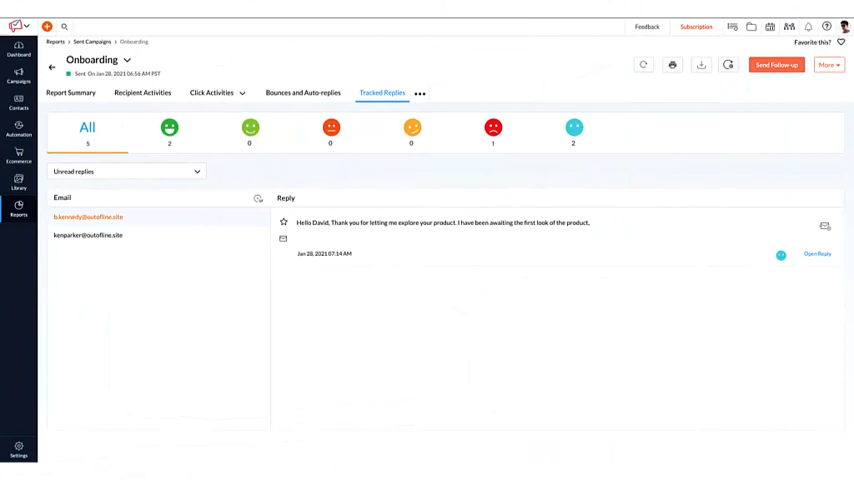 Feedback
Subscription
Reports
Sent Campaigns
Onboarding
Favorite this?
Dashboard
Campaigns
Contacts
Automation
Ecommerce
Library
Reports
Settings
Onboarding
Sent On Jan 28, 2021 06:56 AM PST
Send Follow-up
More
Report Summary
Recipient Activities
Click Activities
Bounces and Auto-replies
Tracked Replies
All
5
2
0
0
0
1
2
Unread replies
Email
Reply
b.kennedy@outofline.site
kenparker@outofline.site
Hello David, Thank you for letting me explore your product. I have been awaiting the first look of the product,
Jan 28, 2021 07:14 AM
Open Reply